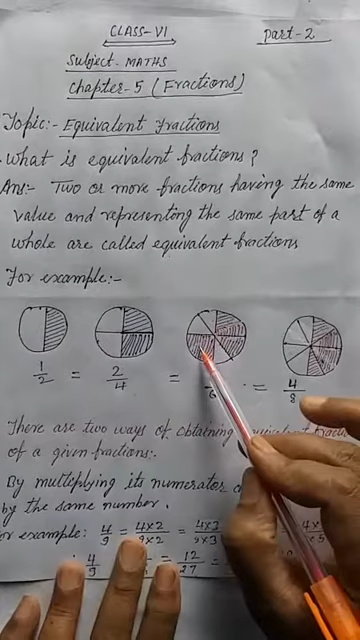 CLASS-VI Part-2
Subject- MATHS
Chapter-5 (Fractions)
Topic:- Equivalent Fractions
What is equivalent fractions?
Ans:- Two or more fractions having the same
value and representing the same part of a
whole are called equivalent fractions
For example:-
1/2 = 2/4 = /6 = 4/8
There are two ways of obtaining equivalent
of a given fractions:-
By multiplying its numerator
by the same number.
For example: 4/9 = 4×2/9×2 = 4×3/9×3
4/9 12/27 =